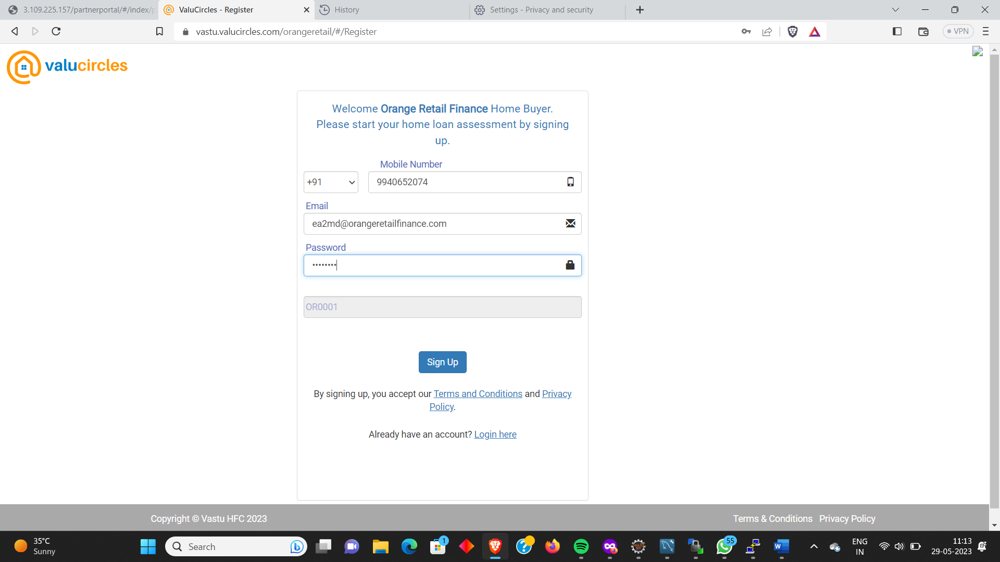 3.109.225.157/partnerportal/#/index/p
ValuCircles - Register
History
Settings - Privacy and security
vastu.valucircles.com/orangeretail/#/Register
VPN
valucircles
Welcome Orange Retail Finance Home Buyer.
Please start your home loan assessment by signing
up.
Mobile Number
+91
9940652074
Email
ea2md@orangeretailfinance.com
Password
••••••••
OR0001
Sign Up
By signing up, you accept our Terms and Conditions and Privacy
Policy.
Already have an account? Login here
Copyright © Vastu HFC 2023
Terms & Conditions Privacy Policy
35°C
Sunny
Search
1
55
ENG
IN
11:13
29-05-2023